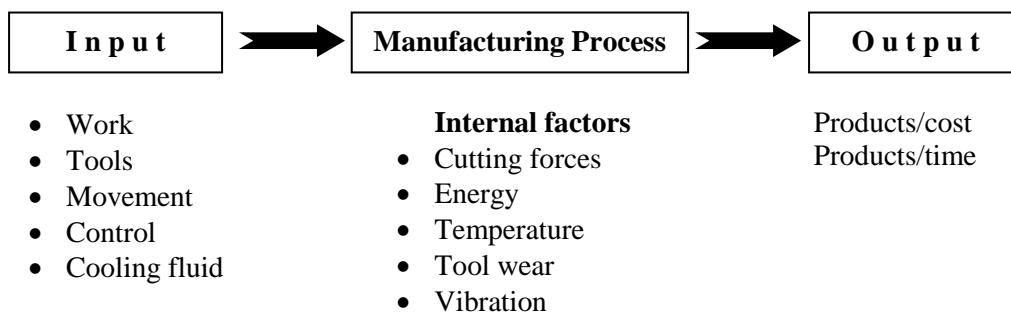 I n p u t
Manufacturing Process
O u t p u t
• Work
• Tools
• Movement
• Control
• Cooling fluid
Internal factors
• Cutting forces
• Energy
• Temperature
• Tool wear
• Vibration
Products/cost
Products/time